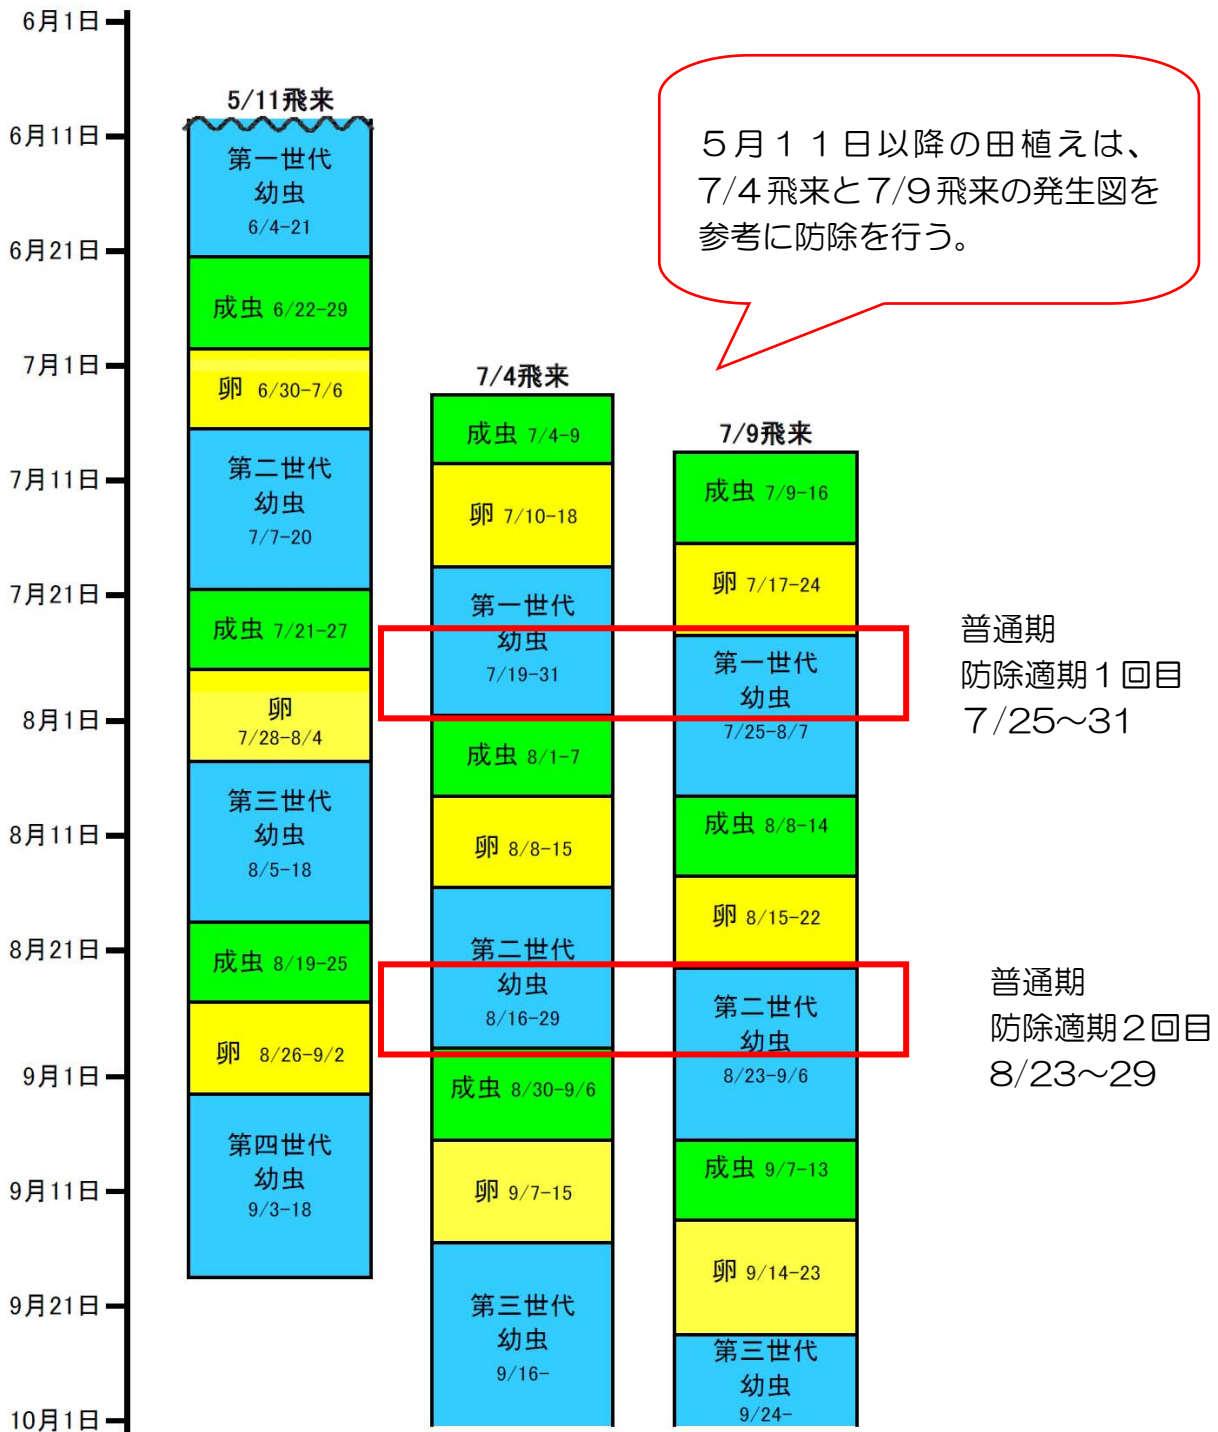 6月1日
6月11日
6月21日
7月1日
7月11日
7月21日
8月1日
8月11日
8月21日
9月1日
9月11日
9月21日
10月1日
5/11飛来
第一世代
幼虫
6/4-21
成虫 6/22-29
卵 6/30-7/6
第二世代
幼虫
7/7-20
成虫 7/21-27
卵
7/28-8/4
第三世代
幼虫
8/5-18
成虫 8/19-25
卵 8/26-9/2
第四世代
幼虫
9/3-18
7/4飛来
成虫 7/4-9
卵 7/10-18
第一世代
幼虫
7/19-31
成虫 8/1-7
卵 8/8-15
第二世代
幼虫
8/16-29
成虫 8/30-9/6
卵 9/7-15
第三世代
幼虫
9/16-
7/9飛来
成虫 7/9-16
卵 7/17-24
第一世代
幼虫
7/25-8/7
成虫 8/8-14
卵 8/15-22
第二世代
幼虫
8/23-9/6
成虫 9/7-13
卵 9/14-23
第三世代
幼虫
9/24-
５月１１日以降の田植えは、
7/4飛来と7/9飛来の発生図を
参考に防除を行う。
普通期
防除適期１回目
７/25～31
普通期
防除適期２回目
8/23～29